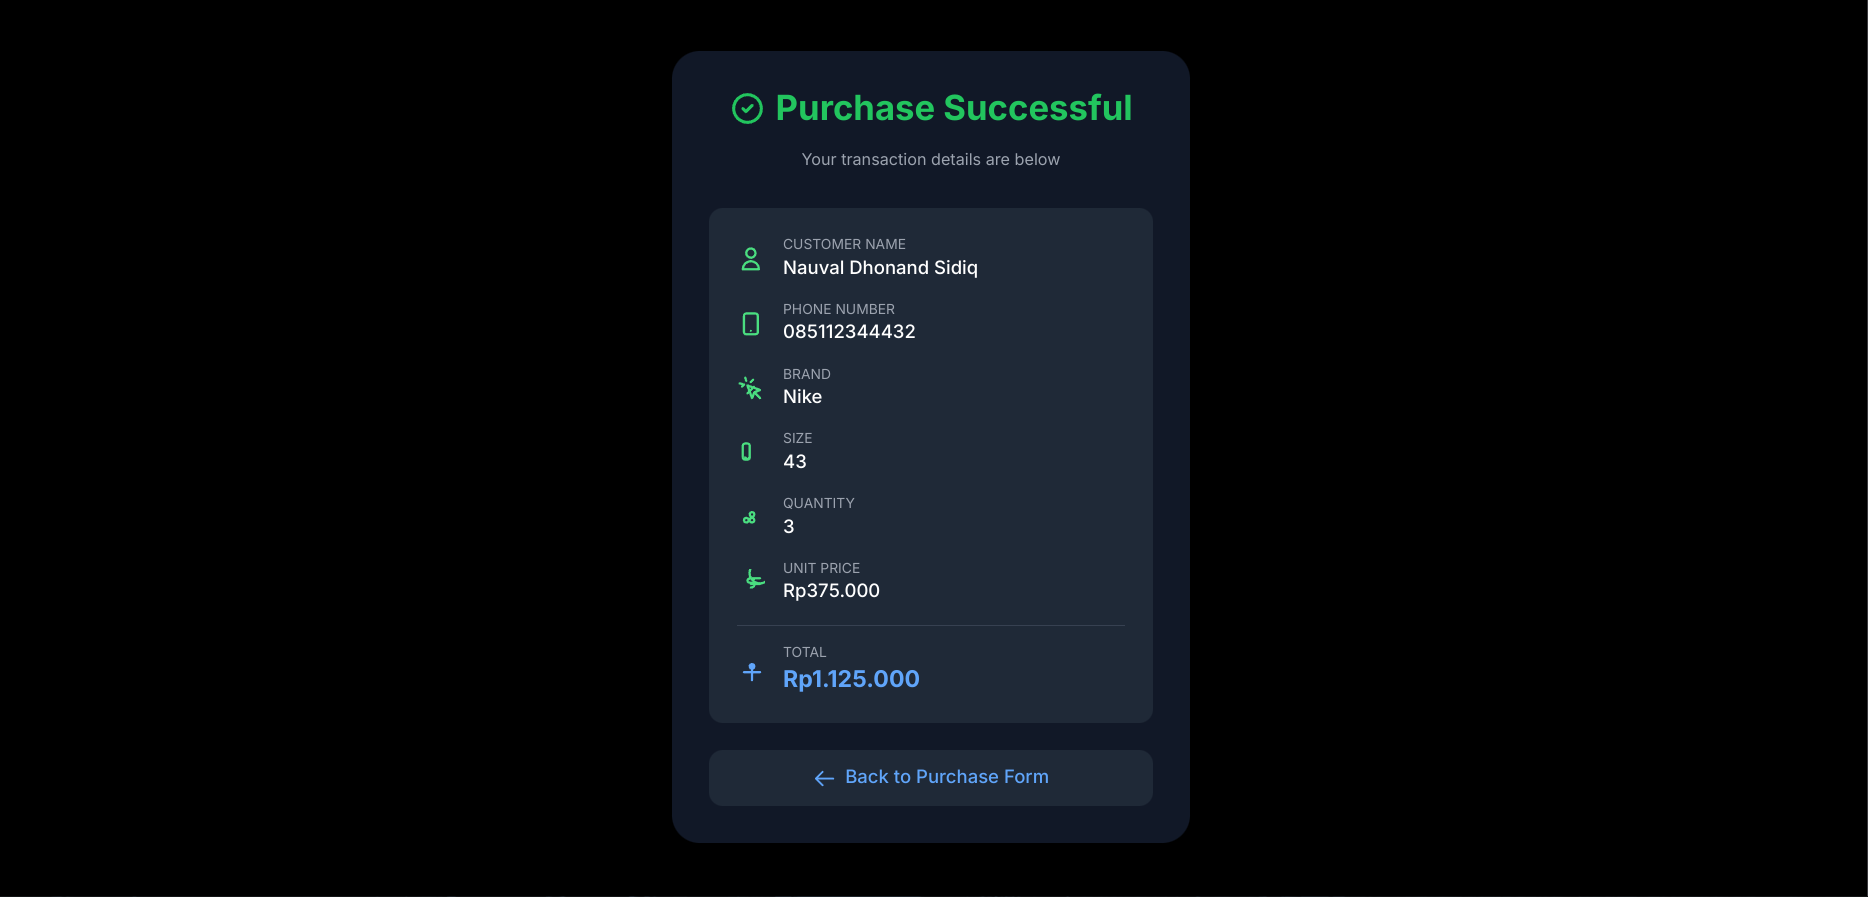 Purchase Successful
Your transaction details are below
CUSTOMER NAME
Nauval Dhonand Sidiq
PHONE NUMBER
085112344432
BRAND
Nike
SIZE
43
QUANTITY
3
UNIT PRICE
Rp375.000
TOTAL
Rp1.125.000
Back to Purchase Form